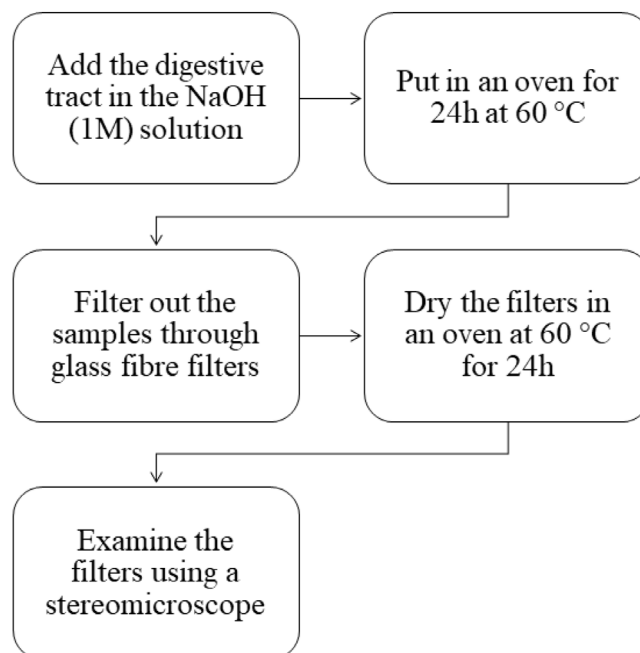 Add the digestive
tract in the NaOH
(1M) solution
Put in an oven for
24h at 60 °C
Filter out the
samples through
glass fibre filters
Dry the filters in
an oven at 60 °C
for 24h
Examine the
filters using a
stereomicroscope